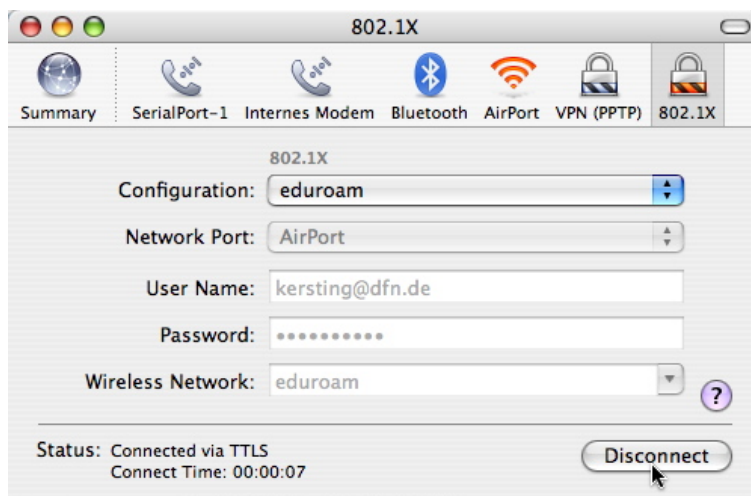 802.1X
Summary SerialPort-1 Internes Modem Bluetooth AirPort VPN (PPTP) 802.1X
802.1X
Configuration: eduroam
Network Port: AirPort
User Name: kersting@dfn.de
Password: ••••••••••
Wireless Network: eduroam
?
Status: Connected via TTLS
Connect Time: 00:00:07
Disconnect